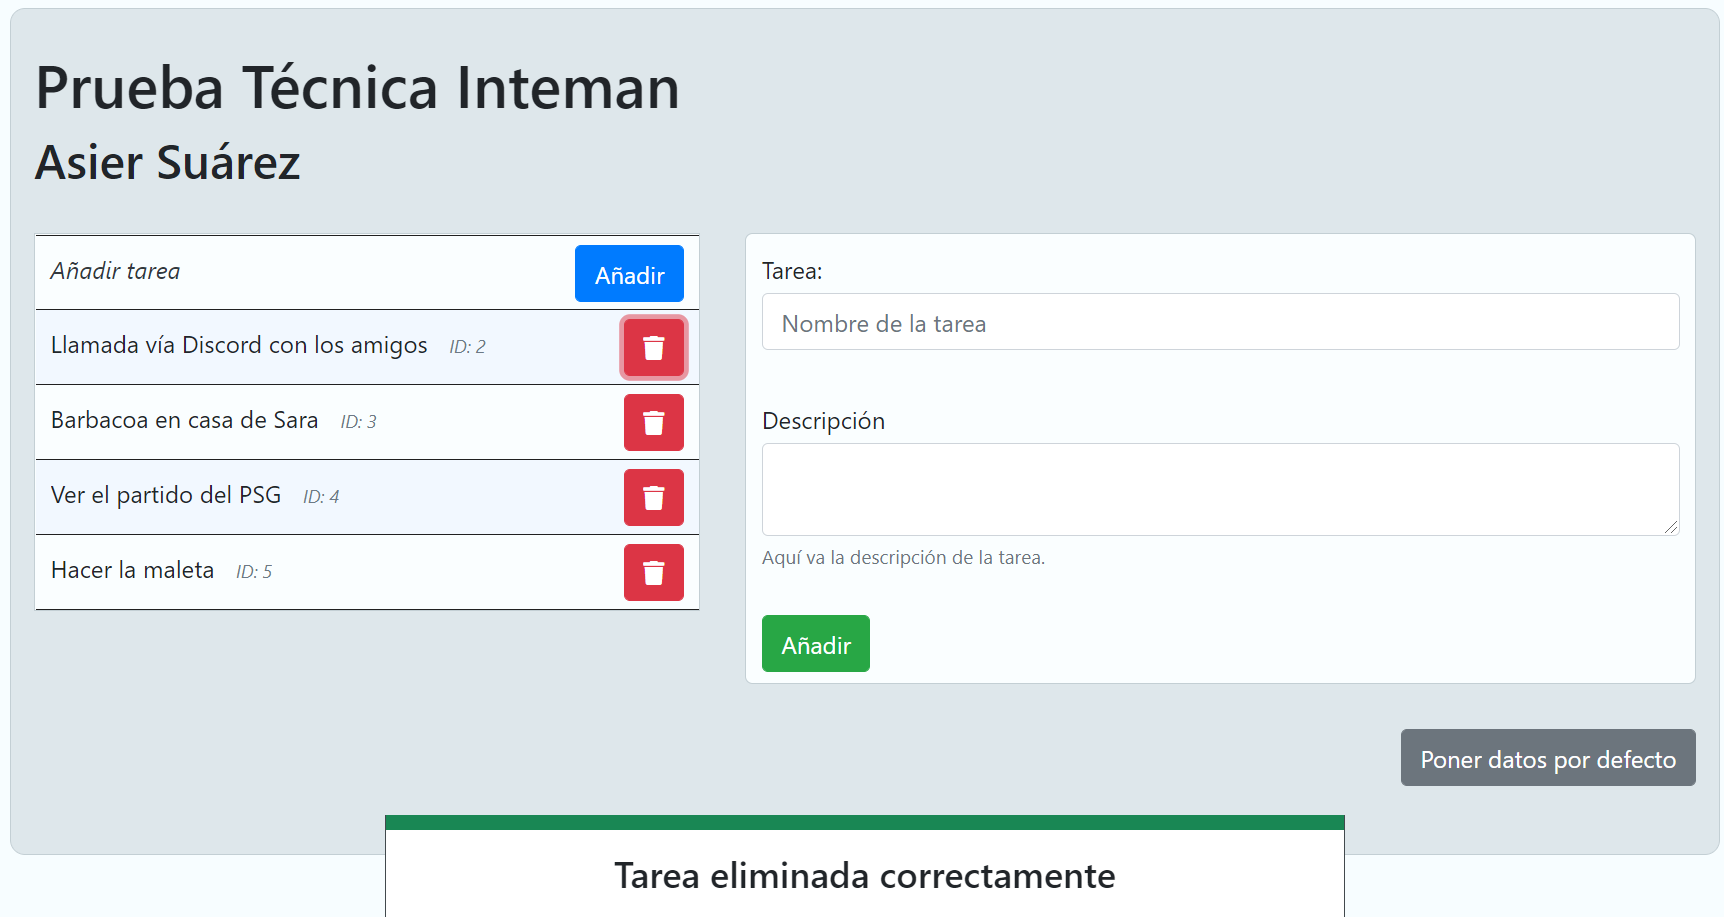 Prueba Técnica Inteman
Asier Suárez
Añadir tarea
Añadir
Llamada vía Discord con los amigos ID: 2
Barbacoa en casa de Sara ID: 3
Ver el partido del PSG ID: 4
Hacer la maleta ID: 5
Tarea:
Nombre de la tarea
Descripción
Aquí va la descripción de la tarea.
Añadir
Poner datos por defecto
Tarea eliminada correctamente